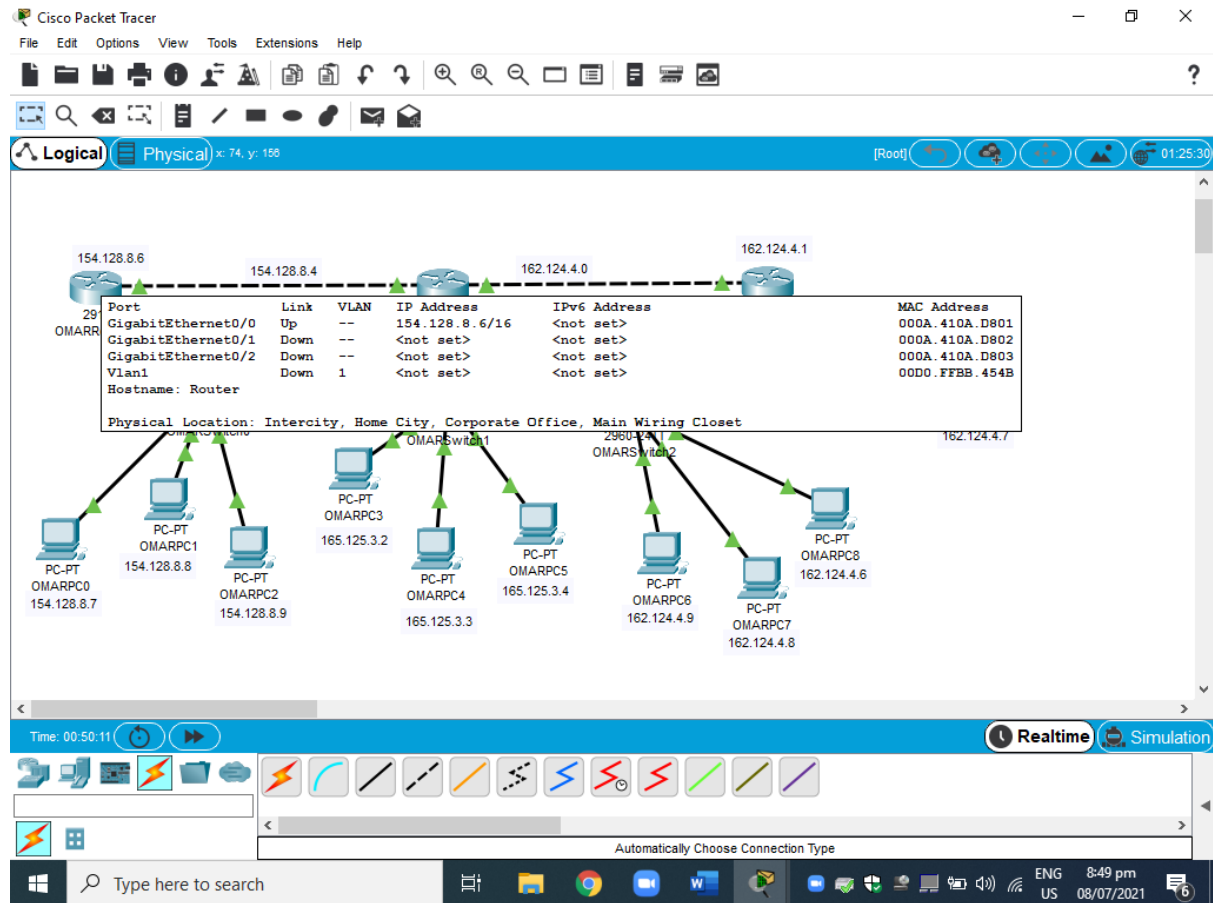 Cisco Packet Tracer
File Edit Options View Tools Extensions Help
?
Logical Physical x: 74, y: 156 [Root] 01:25:30
154.128.8.6 154.128.8.4 162.124.4.0 162.124.4.1
29
OMARR
Port Link VLAN IP Address IPv6 Address MAC Address
GigabitEthernet0/0 Up -- 154.128.8.6/16 <not set> 000A.410A.D801
GigabitEthernet0/1 Down -- <not set> <not set> 000A.410A.D802
GigabitEthernet0/2 Down -- <not set> <not set> 000A.410A.D803
Vlan1 Down 1 <not set> <not set> 00D0.FFBB.454B
Hostname: Router
Physical Location: Intercity, Home City, Corporate Office, Main Wiring Closet
OMARSwitch1
OMARSwitch2
162.124.4.7
PC-PT
OMARPC0
154.128.8.7
PC-PT
OMARPC1
154.128.8.8
PC-PT
OMARPC2
154.128.8.9
PC-PT
OMARPC3
165.125.3.2
PC-PT
OMARPC4
165.125.3.3
PC-PT
OMARPC5
165.125.3.4
PC-PT
OMARPC6
162.124.4.9
PC-PT
OMARPC7
162.124.4.8
PC-PT
OMARPC8
162.124.4.6
Time: 00:50:11 Realtime Simulation
Automatically Choose Connection Type
Type here to search
ENG
US
8:49 pm
08/07/2021
6